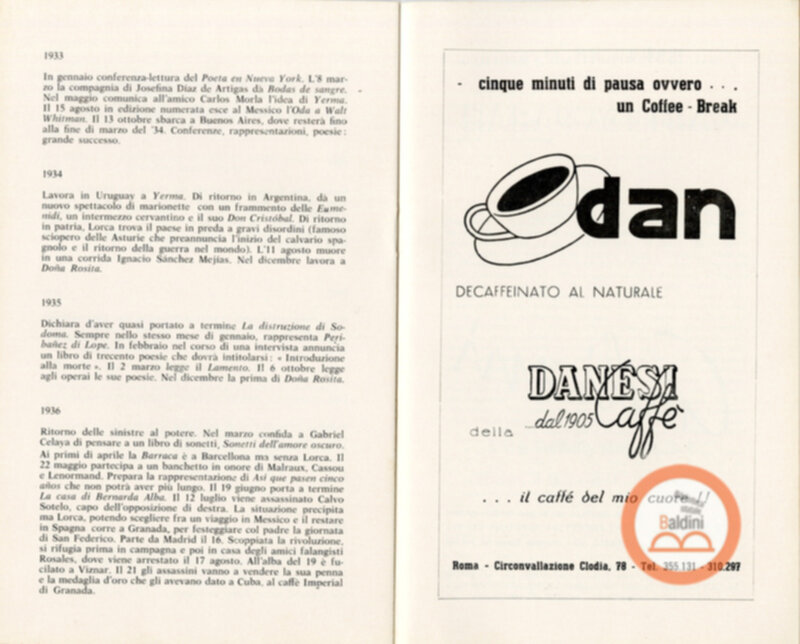 1933
In gennaio conferenza-lettura del Poeta en Nueva York. L'8 mar-
zo la compagnia di Josefina Díaz de Artigas dà Bodas de sangre.
Nel maggio comunica all'amico Carlos Morla l'idea di Yerma.
Il 15 agosto in edizione numerata esce al Messico l'Oda a Walt
Whitman. Il 13 ottobre sbarca a Buenos Aires, dove resterà fino
alla fine di marzo del '34. Conferenze, rappresentazioni, poesie:
grande successo.
1934
Lavora in Uruguay a Yerma. Di ritorno in Argentina, dà un
nuovo spettacolo di marionette con un frammento delle Eume-
nidi, un intermezzo cervantino e il suo Don Cristóbal. Di ritorno
in patria, Lorca trova il paese in preda a gravi disordini (famoso
sciopero delle Asturie che preannuncia l'inizio del calvario spa-
gnolo e il ritorno della guerra nel mondo). L'11 agosto muore
in una corrida Ignacio Sánchez Mejías. Nel dicembre lavora a
Doña Rosita.
1935
Dichiara d'aver quasi portato a termine La distruzione di So-
doma. Sempre nello stesso mese di gennaio, rappresenta Peri-
báñez di Lope. In febbraio nel corso di una intervista annuncia
un libro di trecento poesie che dovrà intitolarsi: « Introduzione
alla morte ». Il 2 marzo legge il Lamento. Il 6 ottobre legge
agli operai le sue poesie. Nel dicembre la prima di Doña Rosita.
1936
Ritorno delle sinistre al potere. Nel marzo confida a Gabriel
Celaya di pensare a un libro di sonetti, Sonetti dell'amore oscuro.
Ai primi di aprile la Barraca è a Barcellona ma senza Lorca. Il
22 maggio partecipa a un banchetto in onore di Malraux, Cassou
e Lenormand. Prepara la rappresentazione di Así que pasen cinco
años che non potrà aver più luogo. Il 19 giugno porta a termine
La casa di Bernarda Alba. Il 12 luglio viene assassinato Calvo
Sotelo, capo dell'opposizione di destra. La situazione precipita
ma Lorca, potendo scegliere fra un viaggio in Messico e il restare
in Spagna corre a Granada, per festeggiare col padre la giornata
di San Federico. Parte da Madrid il 16. Scoppiata la rivoluzione,
si rifugia prima in campagna e poi in casa degli amici falangisti
Rosales, dove viene arrestato il 17 agosto. All'alba del 19 è fu-
cilato a Viznar. Il 21 gli assassini vanno a vendere la sua penna
e la medaglia d'oro che gli avevano dato a Cuba, al caffè Imperial
di Granada.
- cinque minuti di pausa ovvero . . .
un Coffee - Break
dan
DECAFFEINATO AL NATURALE
DANESI
Caffè
...dal 1905
della
. . . il caffé del mio cuore !!
Baldini
Roma - Circonvallazione Clodia, 78 - Tel. 355.131 - 310.297